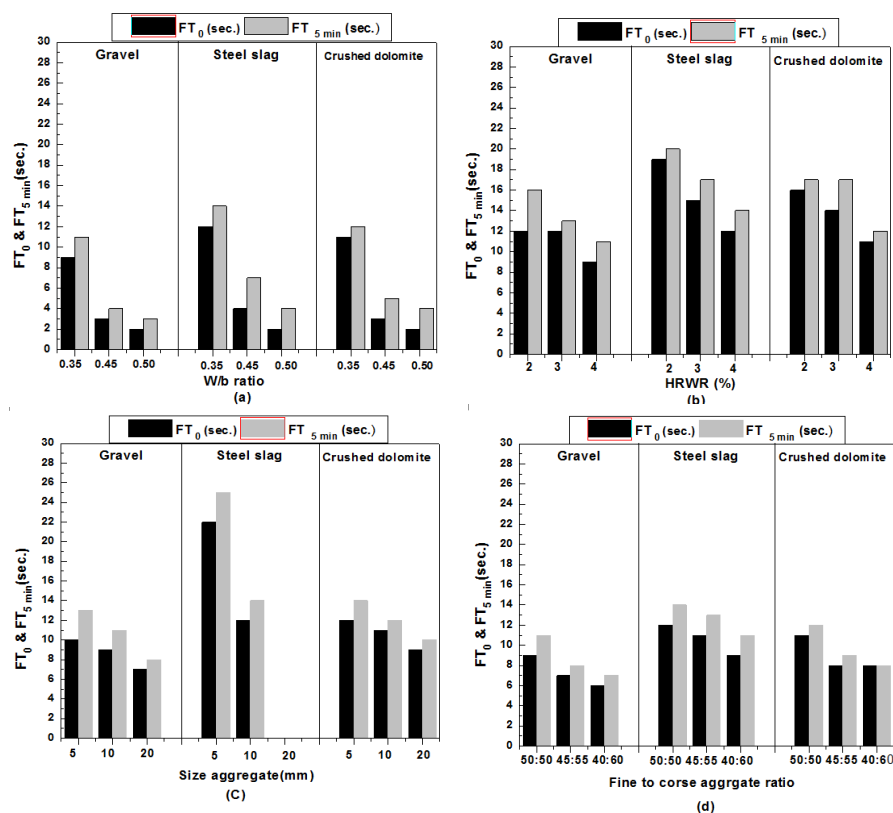 FT0 (sec.) FT 5 min (sec.)
30
28
26
24
22
20
18
16
14
12
10
8
6
4
2
0
FT0 & FT5 min(sec.)
Gravel Steel slag Crushed dolomite
0.35 0.45 0.50 0.35 0.45 0.50 0.35 0.45 0.50
W/b ratio
(a)
FT0 (sec.) FT 5 min (sec.)
30
28
26
24
22
20
18
16
14
12
10
8
6
4
2
0
FT0 & FT5 min(sec.)
Gravel Steel slag Crushed dolomite
2 3 4 2 3 4 2 3 4
HRWR (%)
(b)
FT0 (sec.) FT 5 min (sec.)
30
28
26
24
22
20
18
16
14
12
10
8
6
4
2
0
FT0 & FT5 min(sec.)
Gravel Steel slag Crushed dolomite
5 10 20 5 10 20 5 10 20
Size aggregate(mm)
(C)
FT0 (sec.) FT 5 min (sec.)
30
28
26
24
22
20
18
16
14
12
10
8
6
4
2
0
FT0 & FT5 min(sec.)
Gravel Steel slag Crushed dolomite
50:50 45:55 40:60 50:50 45:55 40:60 50:50 45:55 40:60
Fine to corse aggrgate ratio
(d)